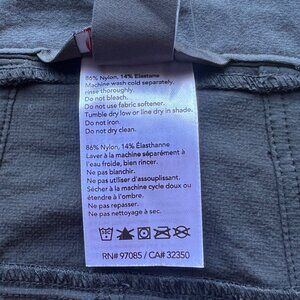 86% Nylon, 14% Elastane
Machine wash cold separately,
rinse thoroughly.
Do not bleach.
Do not use fabric softener.
Tumble dry low or line dry in shade.
Do not iron.
Do not dry clean.
86% Nylon, 14% Élasthanne
Laver à la machine séparément à
l'eau froide, bien rincer.
Ne pas blanchir.
Ne pas utiliser d'assouplissant.
Sécher à la machine cycle doux ou
étendre à l'ombre.
Ne pas repasser.
Ne pas nettoyage à sec.
RN# 97085 / CA# 32350